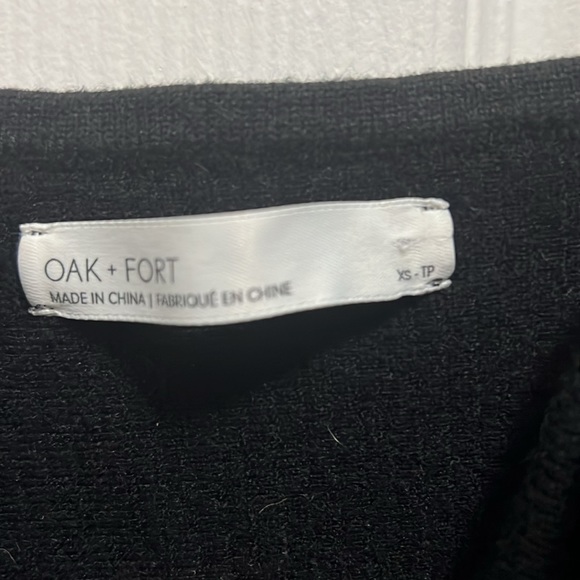 OAK + FORT
MADE IN CHINA | FABRIQUÉ EN CHINE
XS - TP